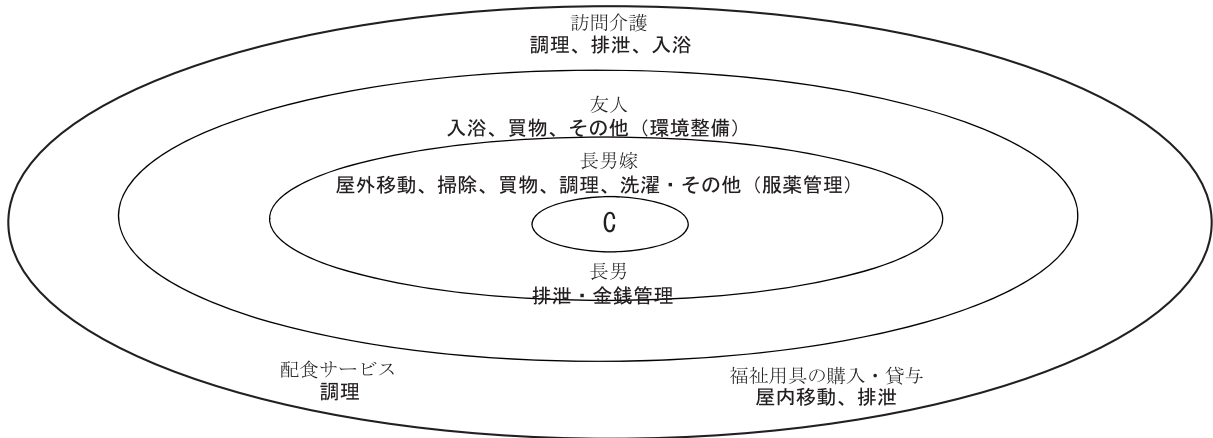 訪問介護
調理、排泄、入浴
友人
入浴、買物、その他（環境整備）
長男嫁
屋外移動、掃除、買物、調理、洗濯・その他（服薬管理）
C
長男
排泄・金銭管理
配食サービス
調理
福祉用具の購入・貸与
屋内移動、排泄